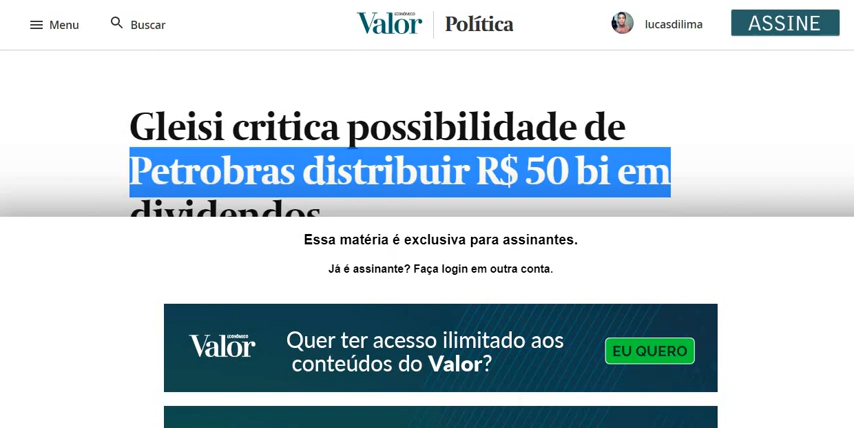 Menu
Buscar
Valor ECONÔMICO
Política
lucasdilima
ASSINE
Gleisi critica possibilidade de
Petrobras distribuir R$ 50 bi em
dividendos
Essa matéria é exclusiva para assinantes.
Já é assinante? Faça login em outra conta.
Valor ECONÔMICO
Quer ter acesso ilimitado aos
conteúdos do Valor?
EU QUERO